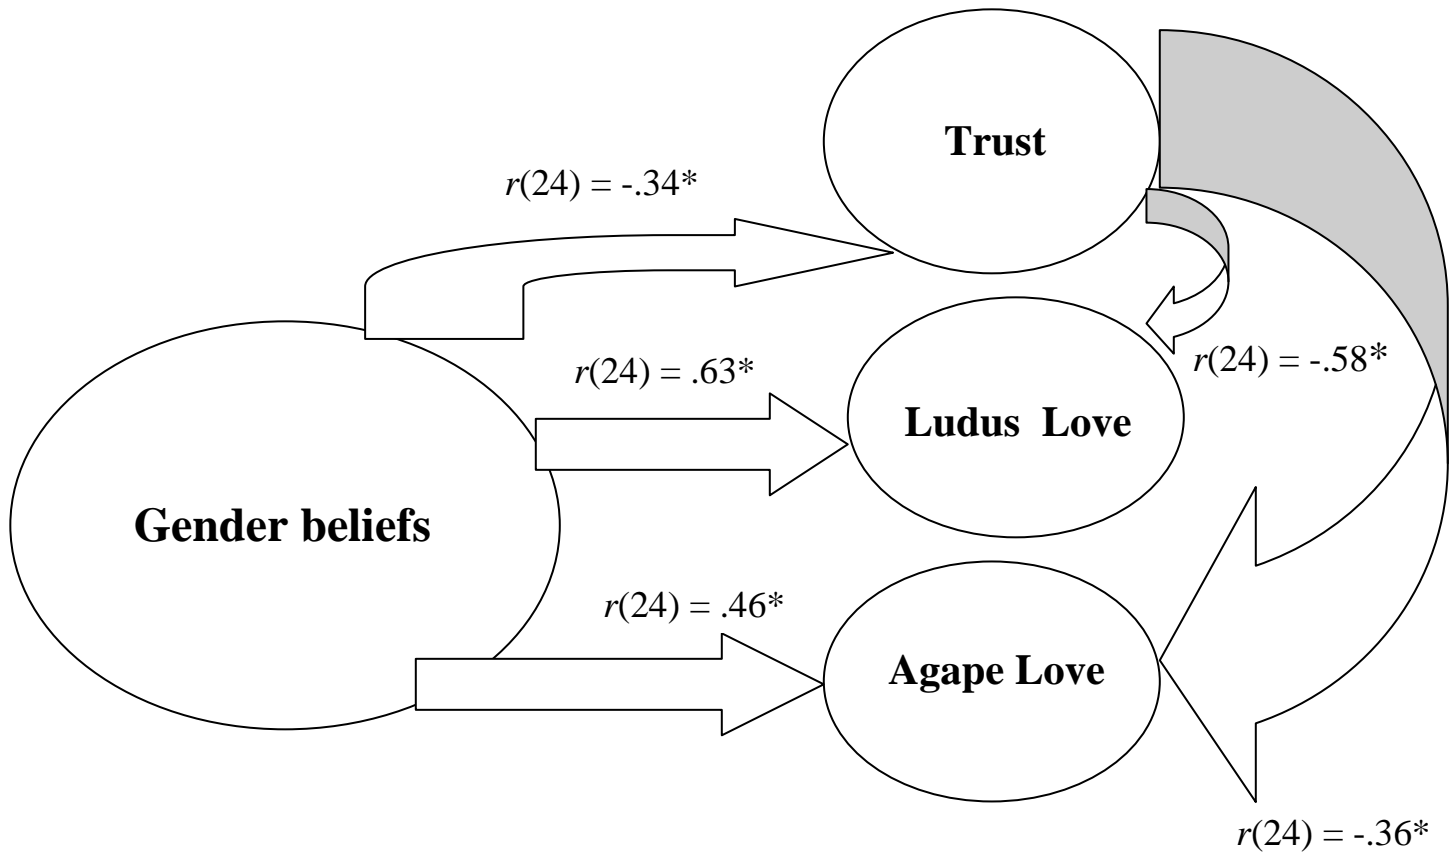 Trust
r(24) = -.34*
r(24) = -.58*
r(24) = .63*
Ludus  Love
Gender beliefs
r(24) = .46*
Agape Love
r(24) = -.36*